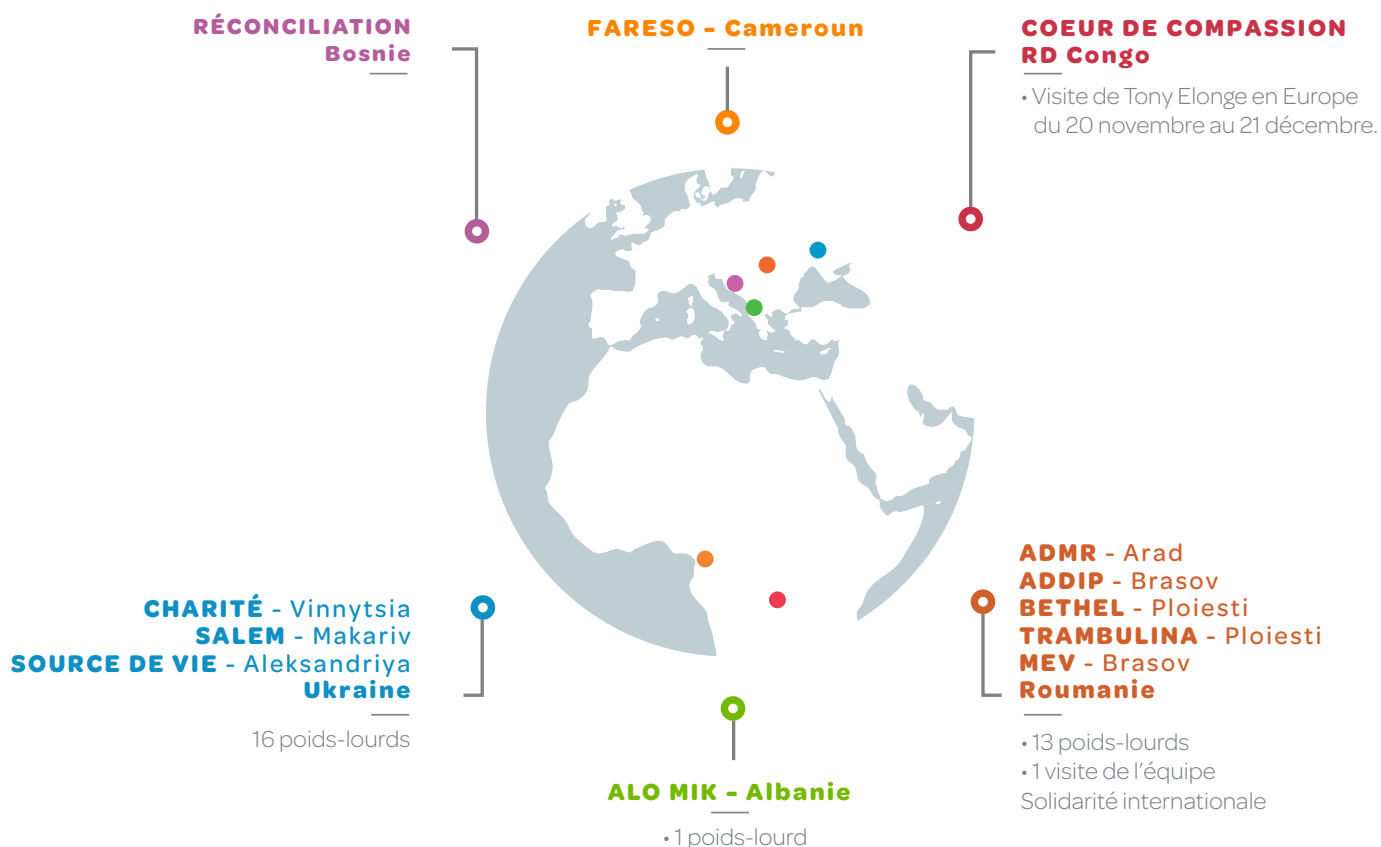 RÉCONCILIATION
Bosnie
FARESO – Cameroun
COEUR DE COMPASSION
RD Congo
• Visite de Tony Elonge en Europe
du 20 novembre au 21 décembre.
CHARITÉ - Vinnytsia
SALEM - Makariv
SOURCE DE VIE - Aleksandriya
Ukraine
16 poids-lourds
ALO MIK – Albanie
• 1 poids-lourd
ADMR - Arad
ADDIP - Brasov
BETHEL - Ploiesti
TRAMBULINA - Ploiesti
MEV - Brasov
Roumanie
• 13 poids-lourds
• 1 visite de l’équipe
Solidarité internationale